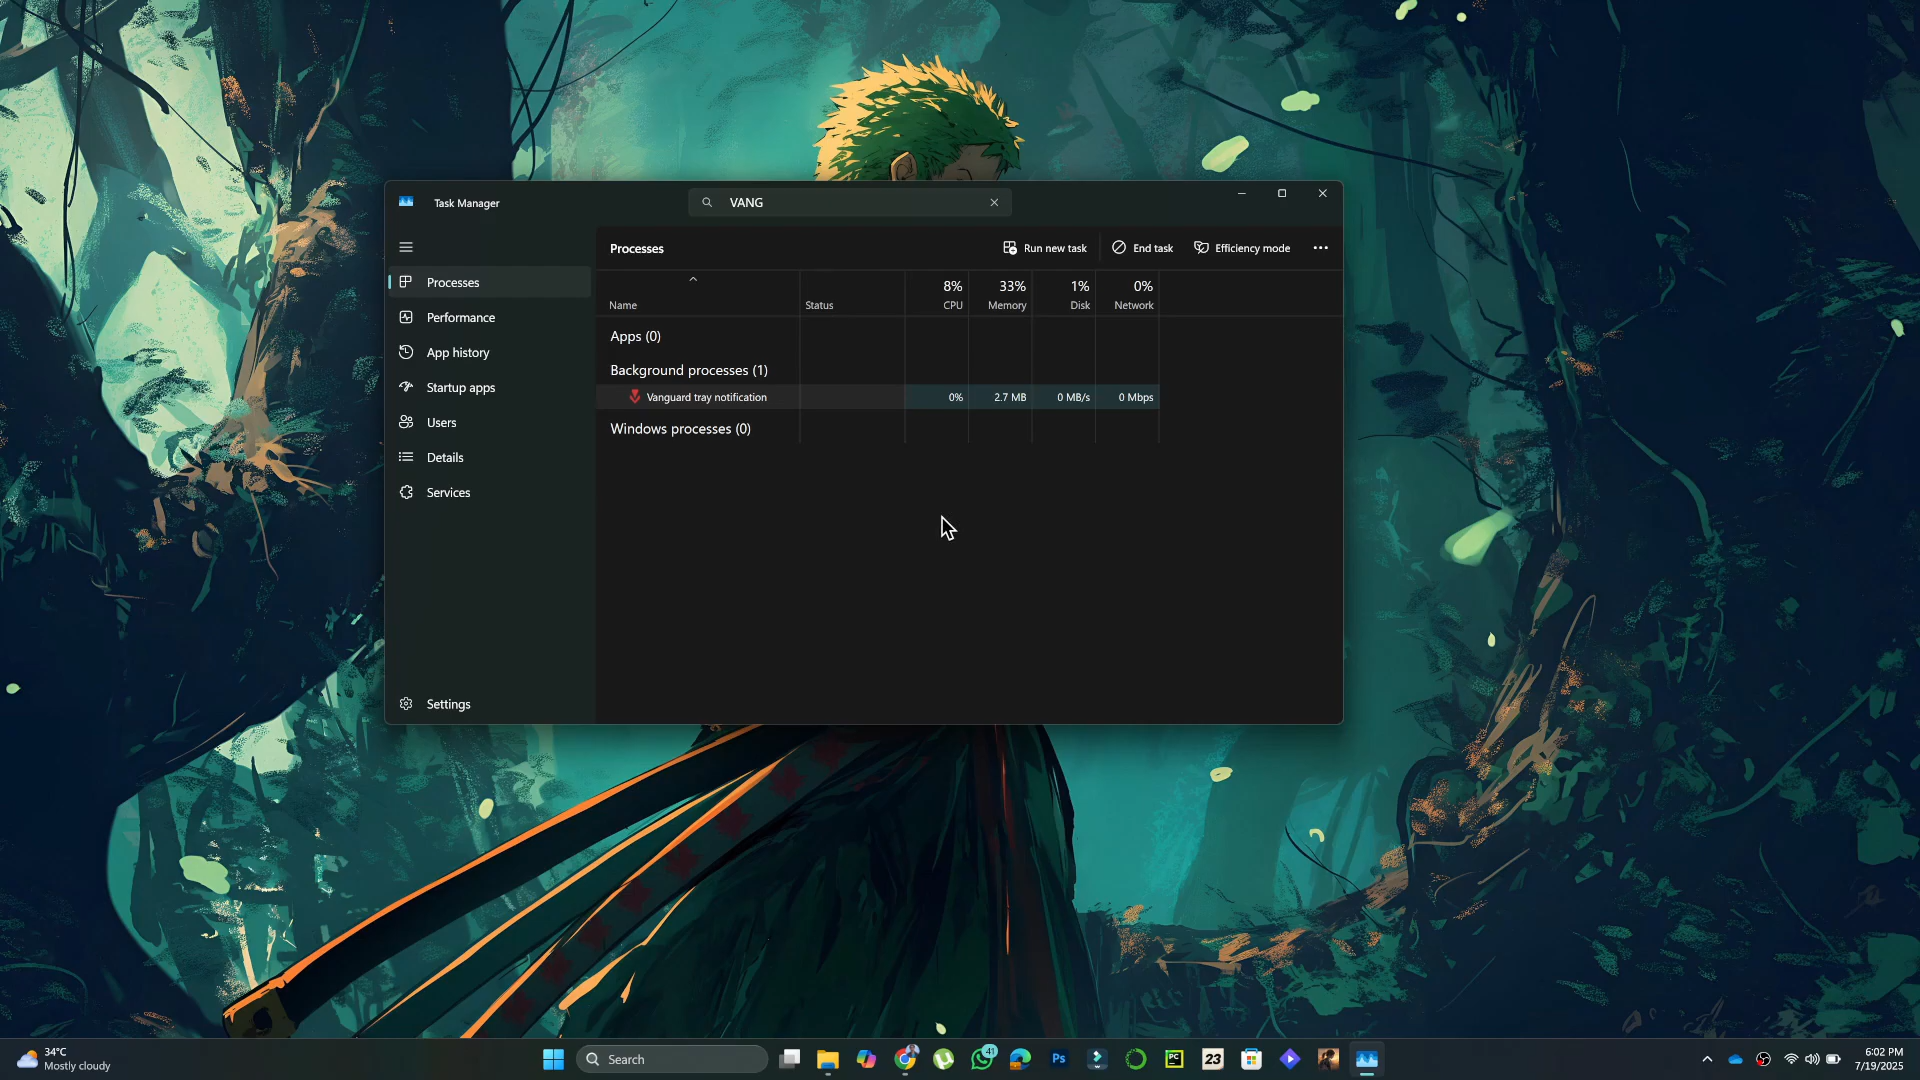 Task Manager
VANG
Processes
Run new task
End task
Efficiency mode
Processes
Performance
App history
Startup apps
Users
Details
Services
Settings
8% 33% 1% 0%
Name Status CPU Memory Disk Network
Apps (0)
Background processes (1)
Vanguard tray notification 0% 2.7 MB 0 MB/s 0 Mbps
Windows processes (0)
34°C
Mostly cloudy
Search
41
Ps
PC
23
6:02 PM
7/19/2025